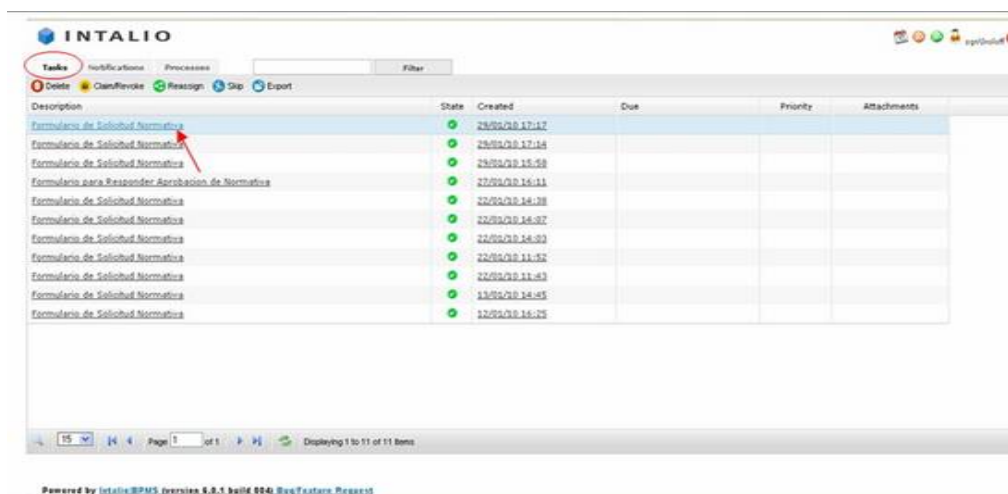 INTALIO
Tasks Notifications Processes Filter
Delete Claim/Revoke Reassign Skip Export
Description State Created Due Priority Attachments
Formulario de Solicitud Normativa 29/01/10 17:17
Formulario de Solicitud Normativa 29/01/10 17:14
Formulario de Solicitud Normativa 29/01/10 15:58
Formulario para Responder Aprobacion de Normativa 27/01/10 16:11
Formulario de Solicitud Normativa 22/01/10 14:38
Formulario de Solicitud Normativa 22/01/10 14:07
Formulario de Solicitud Normativa 22/01/10 14:03
Formulario de Solicitud Normativa 22/01/10 11:52
Formulario de Solicitud Normativa 22/01/10 11:43
Formulario de Solicitud Normativa 13/01/10 14:45
Formulario de Solicitud Normativa 12/01/10 16:25
15 Page 1 of 1 Displaying 1 to 11 of 11 items
Powered by Intalio|BPMS (version 6.0.1 build 004) Bug/Feature Request